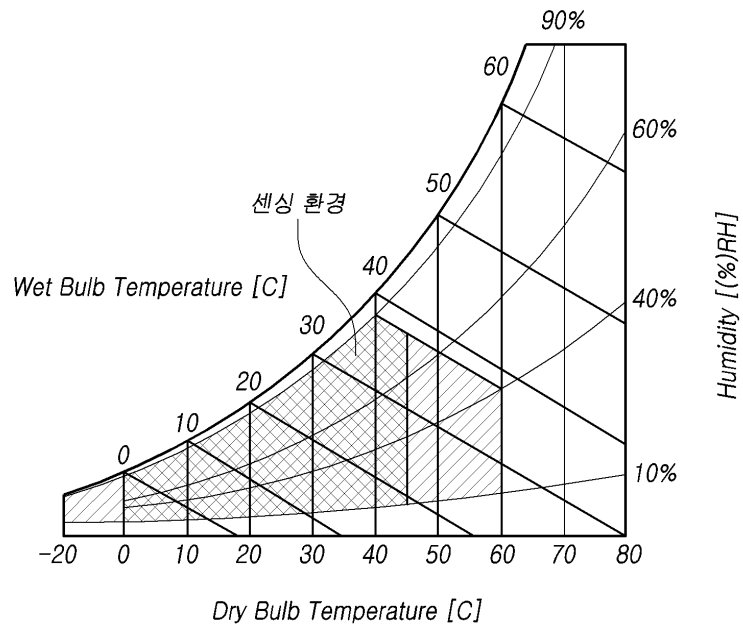 90%
60
60%
50
센싱 환경
40
Wet Bulb Temperature [C]
40%
30
Humidity [(%)RH]
20
10
0
10%
-20 0 10 20 30 40 50 60 70 80
Dry Bulb Temperature [C]